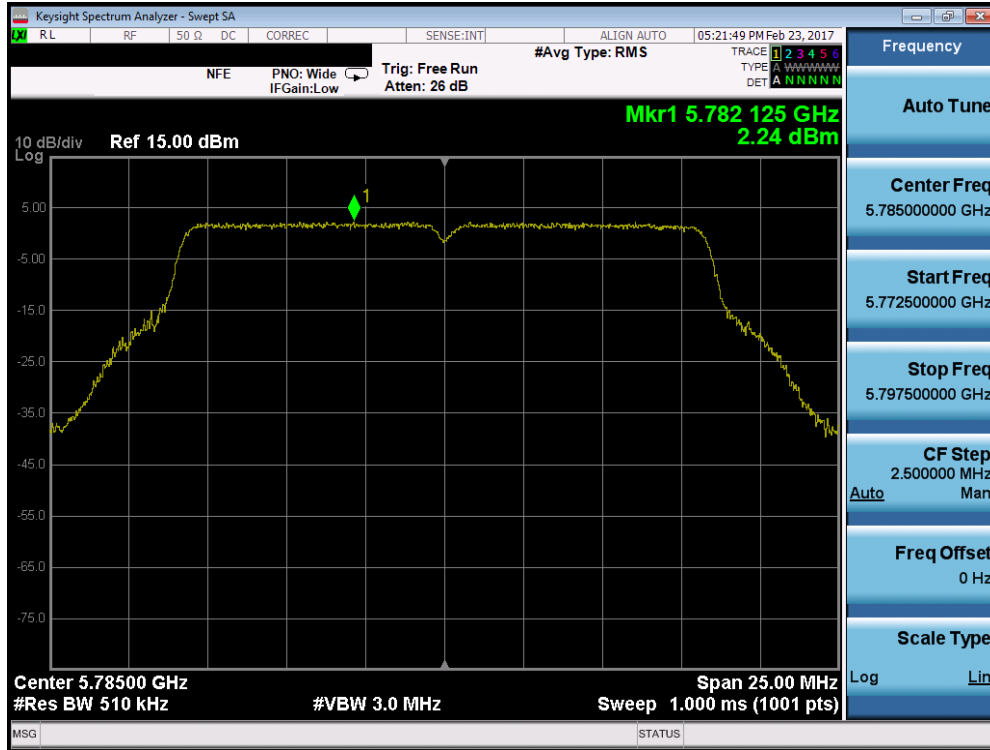 Keysight Spectrum Analyzer - Swept SA
LXI RL RF 50 Ω DC CORREC SENSE:INT ALIGN AUTO 05:21:49 PM Feb 23, 2017
NFE PNO: Wide Trig: Free Run #Avg Type: RMS TRACE 1 2 3 4 5 6
IFGain:Low Atten: 26 dB TYPE A WWWWW
DET A N N N N N
Mkr1 5.782 125 GHz
2.24 dBm
10 dB/div Ref 15.00 dBm
Log
1
5.00
-5.00
-15.0
-25.0
-35.0
-45.0
-55.0
-65.0
-75.0
Center 5.78500 GHz Span 25.00 MHz
#Res BW 510 kHz #VBW 3.0 MHz Sweep 1.000 ms (1001 pts)
MSG STATUS
Frequency
Auto Tune
Center Freq
5.785000000 GHz
Start Freq
5.772500000 GHz
Stop Freq
5.797500000 GHz
CF Step
2.500000 MHz
Auto Man
Freq Offset
0 Hz
Scale Type
Log Lin